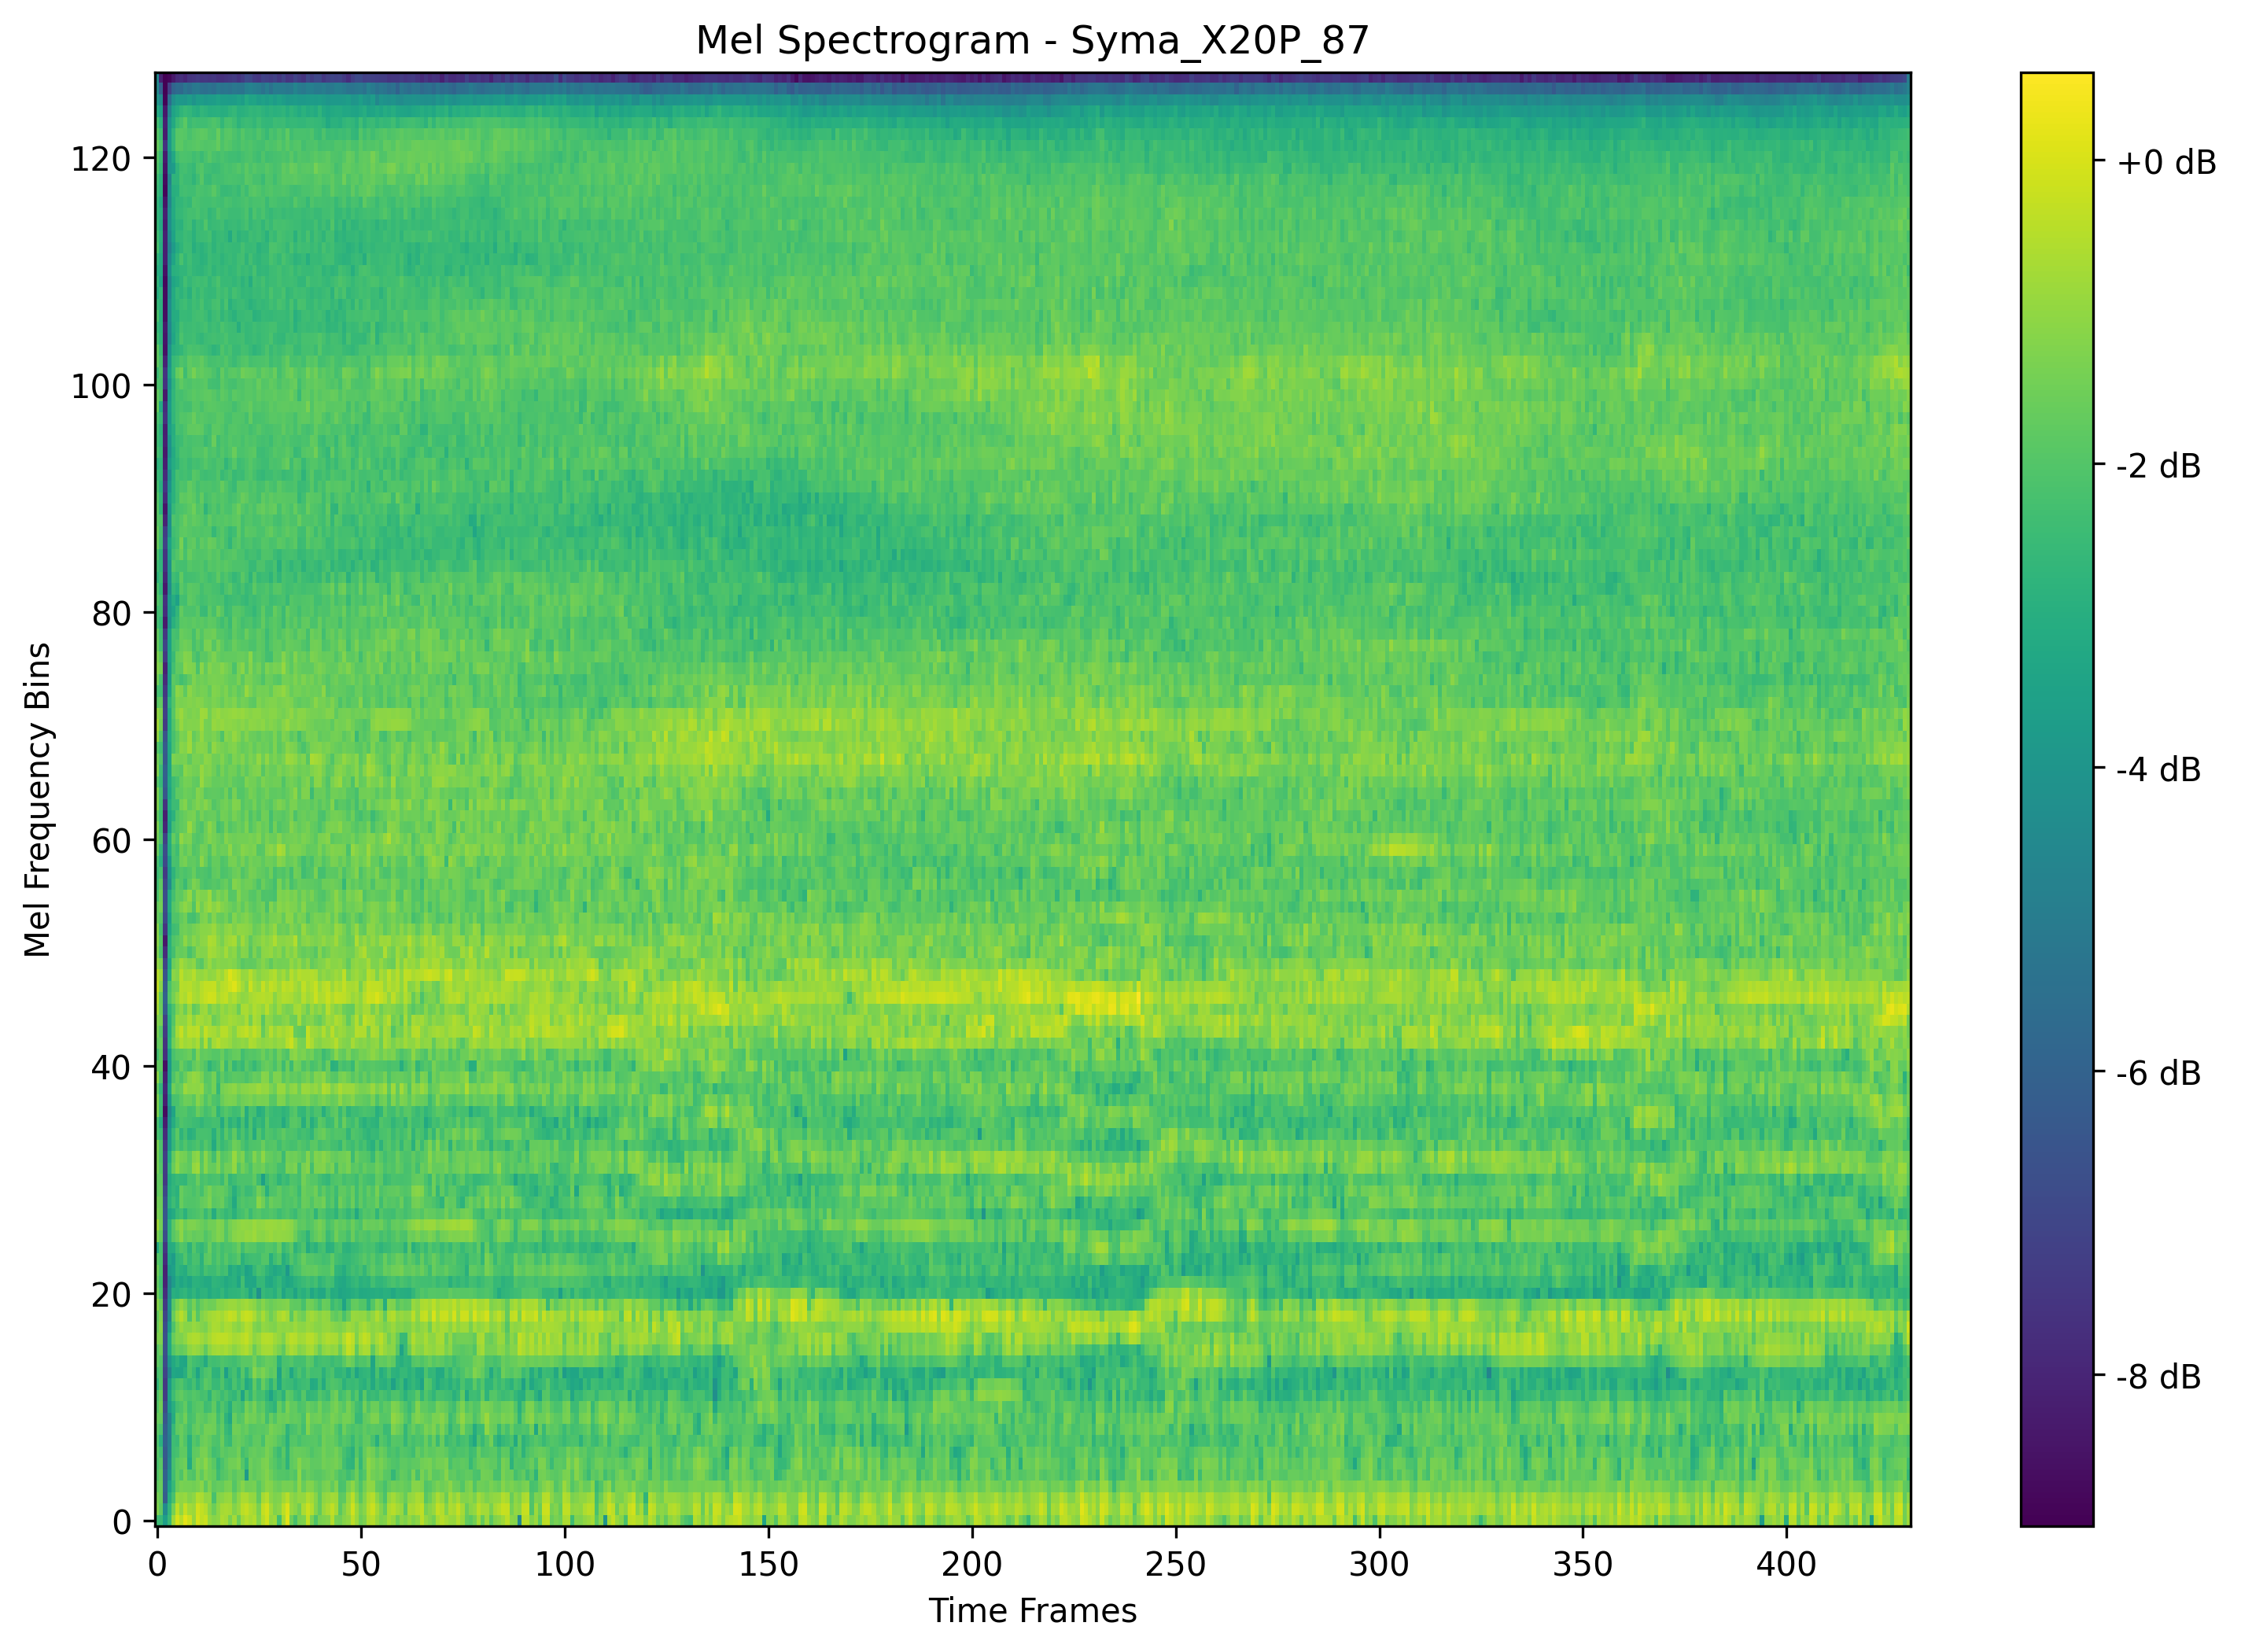 Mel Spectrogram - Syma_X20P_87
Mel Frequency Bins
120
100
80
60
40
20
0
0 50 100 150 200 250 300 350 400
Time Frames
+0 dB
-2 dB
-4 dB
-6 dB
-8 dB